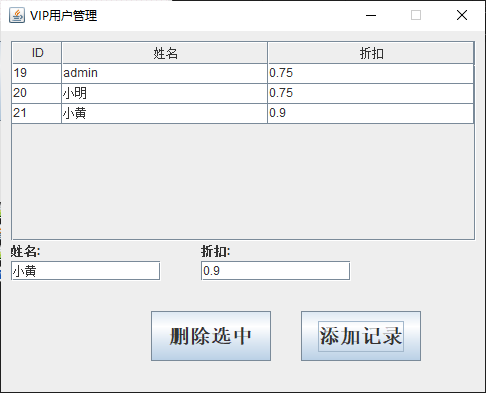 VIP用户管理
ID 姓名 折扣
19 admin 0.75
20 小明 0.75
21 小黄 0.9
姓名: 折扣:
小黄 0.9
删除选中 添加记录